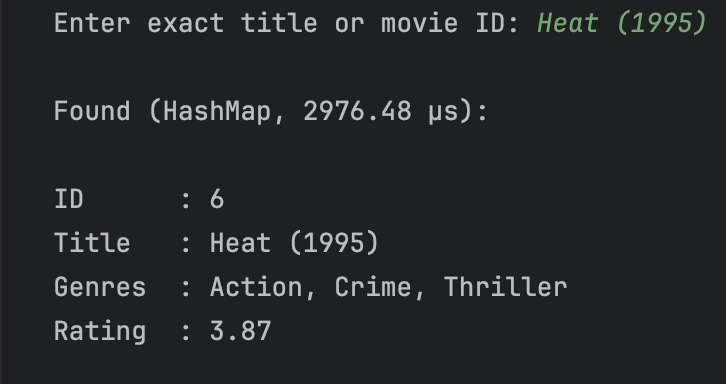 Enter exact title or movie ID: Heat (1995)
Found (HashMap, 2976.48 µs):
ID      : 6
Title   : Heat (1995)
Genres  : Action, Crime, Thriller
Rating  : 3.87